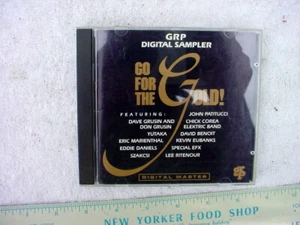 GRP
DIGITAL SAMPLER
GO
FOR
THE GOLD!
FEATURING: JOHN PATITUCCI
DAVE GRUSIN AND CHICK COREA
DON GRUSIN ELEKTRIC BAND
YUTAKA DAVID BENOIT
ERIC MARIENTHAL KEVIN EUBANKS
EDDIE DANIELS SPECIAL EFX
SZAKCSI LEE RITENOUR
DIGITAL MASTER
NEW YORKER FOOD SHOP